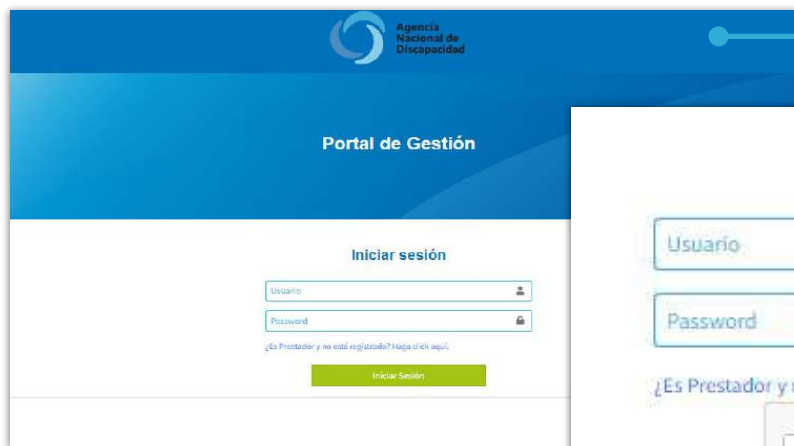 Agencia
Nacional de
Discapacidad
Portal de Gestión
Iniciar sesión
Usuario
Password
¿Es Prestador y no está registrado? Haga click aquí.
Iniciar Sesión
Usuario
Password
¿Es Prestador y